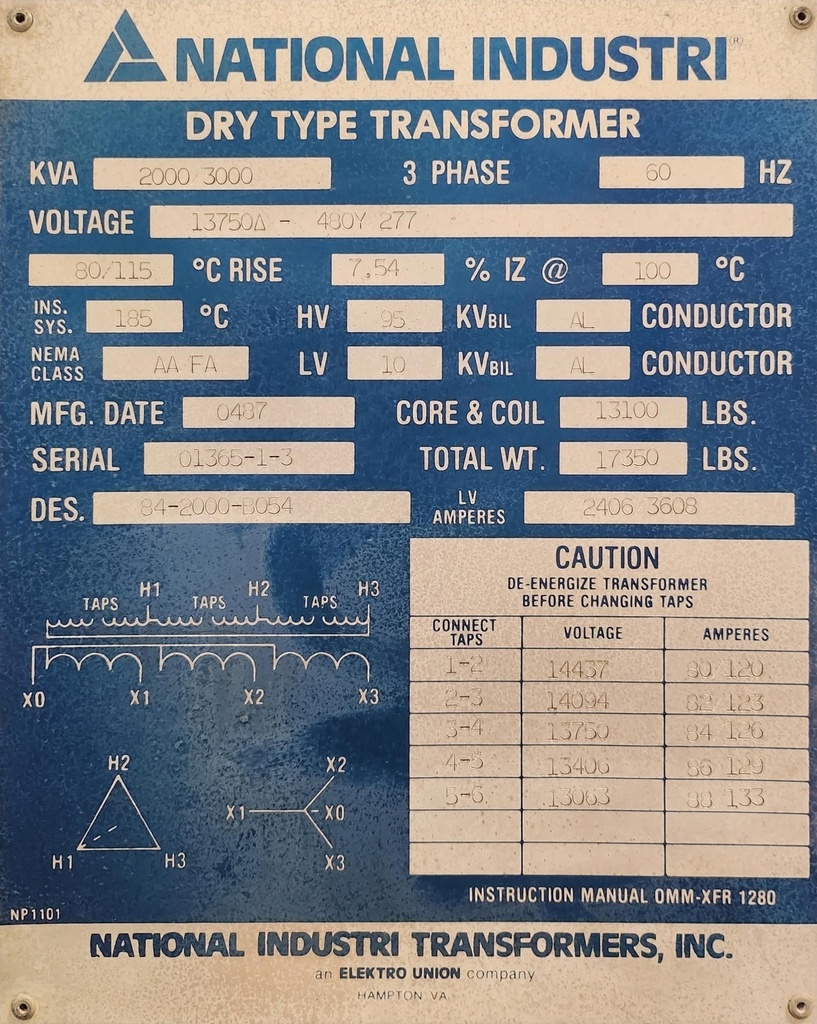 NATIONAL INDUSTRI®
DRY TYPE TRANSFORMER
KVA 2000/3000 3 PHASE 60 HZ
VOLTAGE 13750Δ - 480Y 277
80/115 °C RISE 7.54 % IZ @ 100 °C
INS. SYS. 185 °C HV 95 KVBIL AL CONDUCTOR
NEMA CLASS AA FA LV 10 KVBIL AL CONDUCTOR
MFG. DATE 0487 CORE & COIL 13100 LBS.
SERIAL 01365-1-3 TOTAL WT. 17350 LBS.
DES. 84-2000-B054 LV AMPERES 2406 3608
H1 H2 H3
TAPS TAPS TAPS
X0 X1 X2 X3
H2
H1 H3
X2
X1 X0
X3
CAUTION
DE-ENERGIZE TRANSFORMER
BEFORE CHANGING TAPS
CONNECT TAPS VOLTAGE AMPERES
1-2 14437 80 120
2-3 14094 82 123
3-4 13750 84 126
4-5 13406 86 129
5-6 13063 88 133
INSTRUCTION MANUAL OMM-XFR 1280
NP1101
NATIONAL INDUSTRI TRANSFORMERS, INC.
an ELEKTRO UNION company
HAMPTON VA